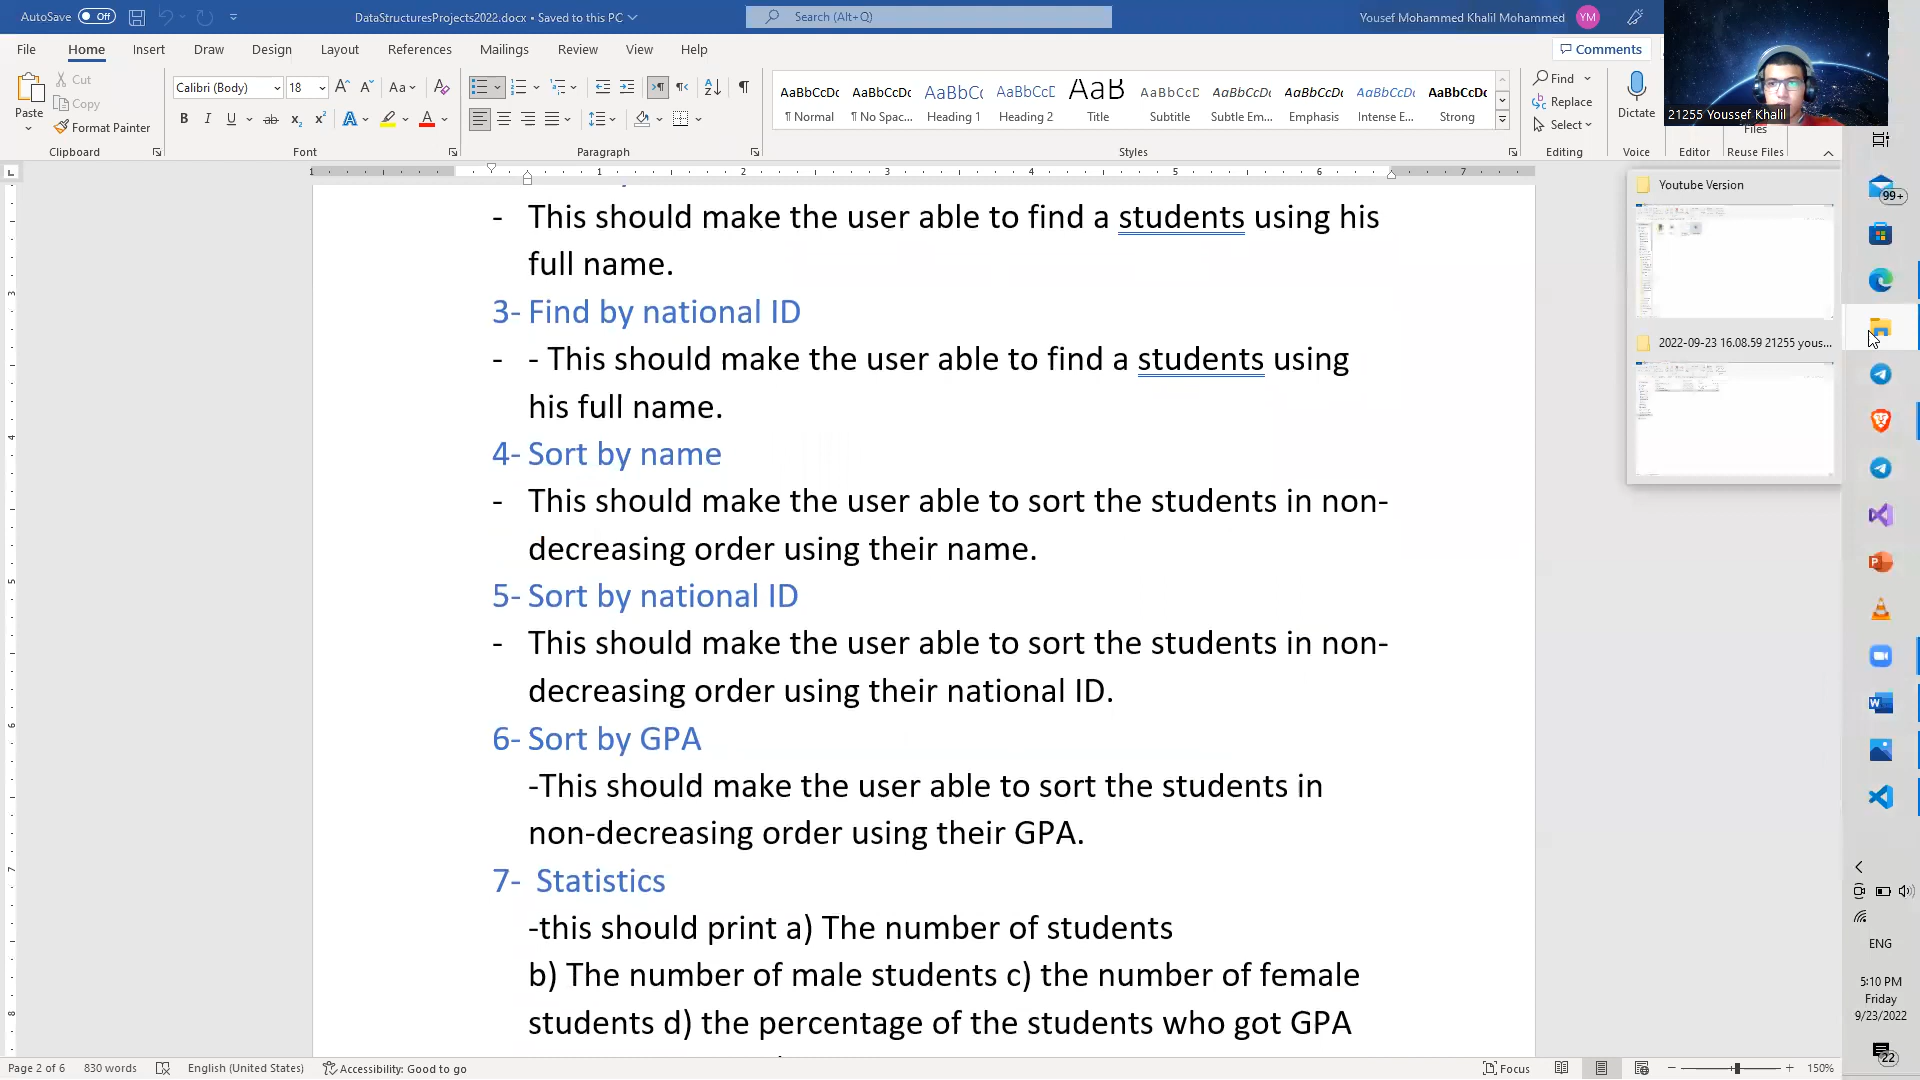 AutoSave Off
DataStructuresProjects2022.docx • Saved to this PC
Search (Alt+Q)
Yousef Mohammed Khalil Mohammed YM
File Home Insert Draw Design Layout References Mailings Review View Help
Comments
Paste
Cut
Copy
Format Painter
Calibri (Body) 18
AaBbCcDc AaBbCcDc AaBbC AaBbCcD AaB AaBbCcD AaBbCcDc AaBbCcDc AaBbCcDc AaBbCcDc
¶ Normal ¶ No Spac... Heading 1 Heading 2 Title Subtitle Subtle Em... Emphasis Intense E... Strong
Find
Replace
Select
Dictate
21255 Youssef Khalil
Files
Clipboard Font Paragraph Styles Editing Voice Editor Reuse Files
- This should make the user able to find a students using his
full name.
3- Find by national ID
- - This should make the user able to find a students using
his full name.
4- Sort by name
- This should make the user able to sort the students in non-
decreasing order using their name.
5- Sort by national ID
- This should make the user able to sort the students in non-
decreasing order using their national ID.
6- Sort by GPA
-This should make the user able to sort the students in
non-decreasing order using their GPA.
7- Statistics
-this should print a) The number of students
b) The number of male students c) the number of female
students d) the percentage of the students who got GPA
Youtube Version
2022-09-23 16.08.59 21255 yous...
99+
ENG
5:10 PM
Friday
9/23/2022
22
Page 2 of 6 830 words English (United States) Accessibility: Good to go
Focus
150%